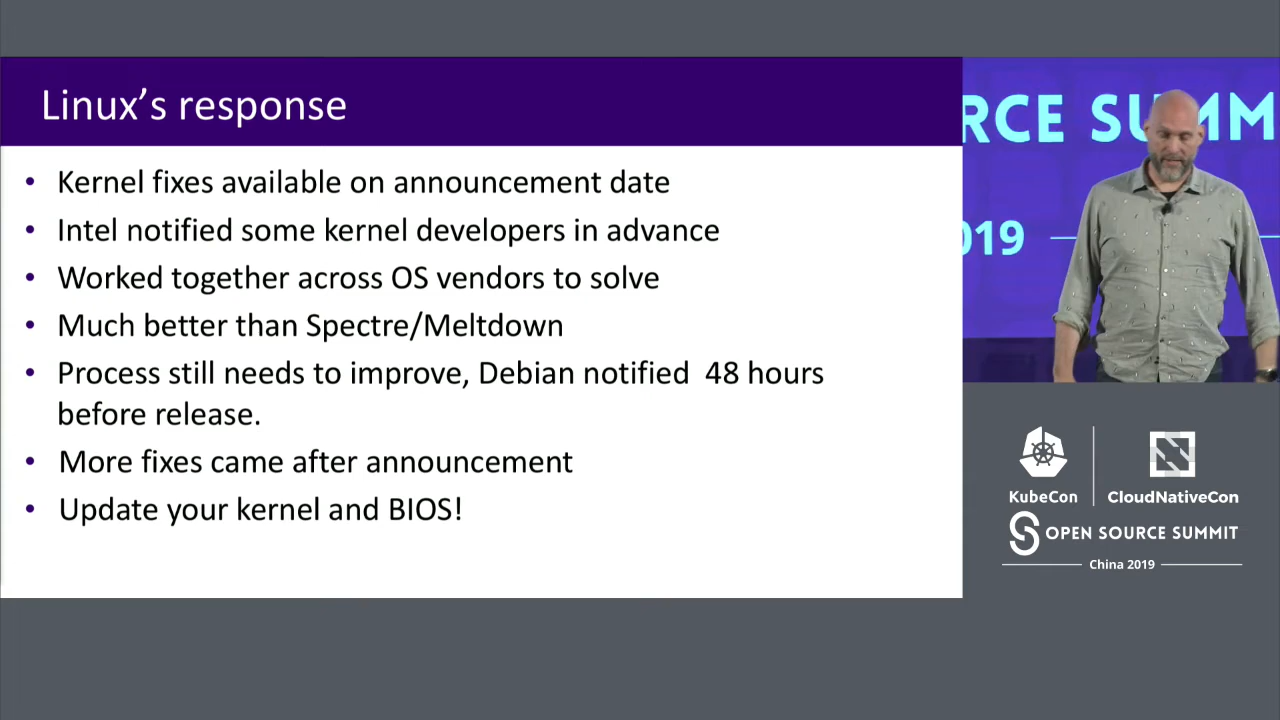 Linux’s response
• Kernel fixes available on announcement date
• Intel notified some kernel developers in advance
• Worked together across OS vendors to solve
• Much better than Spectre/Meltdown
• Process still needs to improve, Debian notified  48 hours
before release.
• More fixes came after announcement
• Update your kernel and BIOS!
RCE SUMM
019
KubeCon
CloudNativeCon
OPEN SOURCE SUMMIT
China 2019